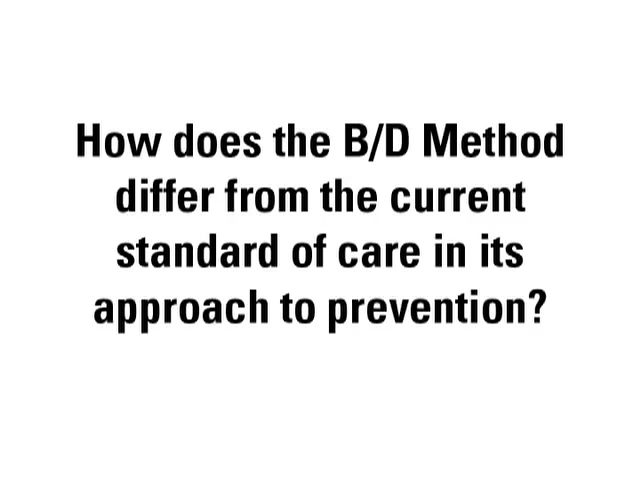 How does the B/D Method
differ from the current
standard of care in its
approach to prevention?